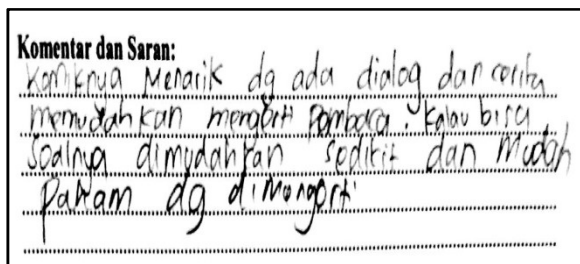 Komentar dan Saran:
Komiknya Menarik dg ada dialog dan cerita
memudahkan mengerti Pembaca. Kalau bisa
Soalnya dimudahkan sedikit dan Mudah
paham dg dimengerti